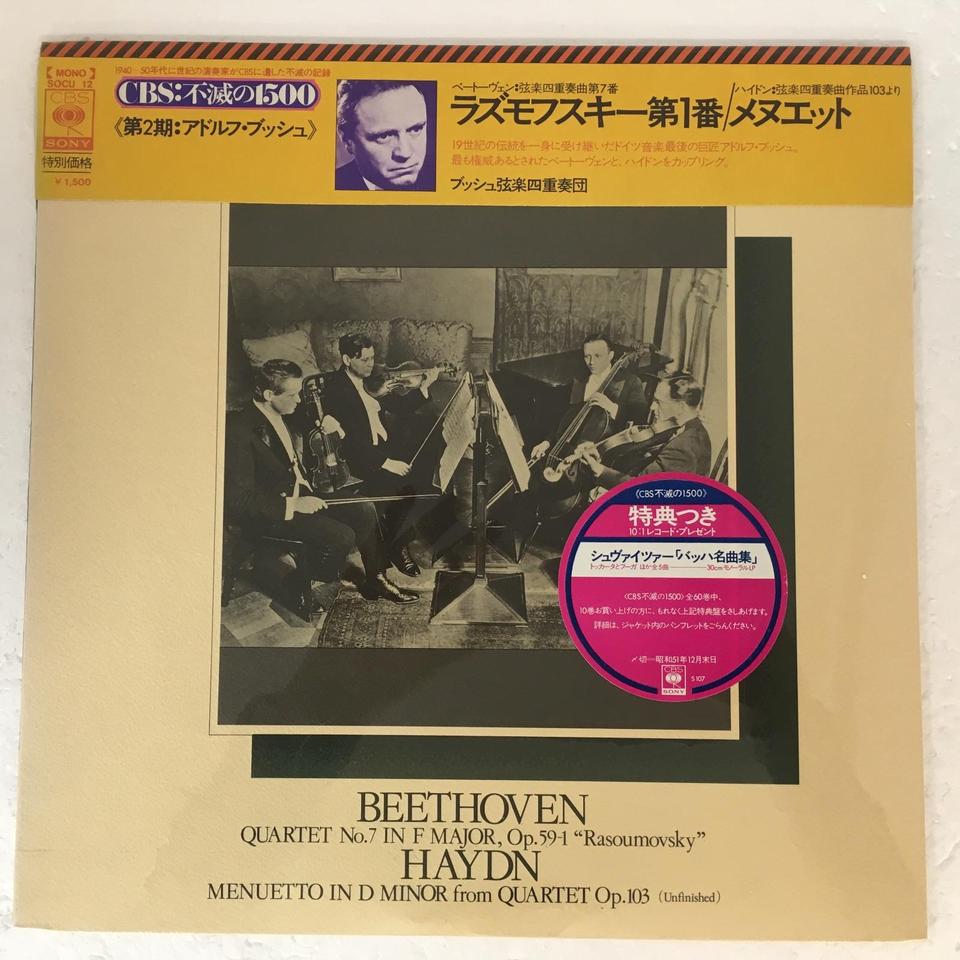 【MONO】
SOCU 12
CBS
SONY
特別価格
￥1,500
1940―50年代に世紀の演奏家がCBSに遺した不滅の記録
CBS:不滅の1500
《第2期:アドルフ・ブッシュ》
ベートーヴェン:弦楽四重奏曲第7番
ハイドン:弦楽四重奏曲作品103より
ラズモフスキー第1番/メヌエット
19世紀の伝統を一身に受け継いだドイツ音楽最後の巨匠アドルフ・ブッシュ。
最も権威あるとされたベートーヴェンと、ハイドンをカップリング。
ブッシュ弦楽四重奏団
《CBS不滅の1500》
特典つき
10:1レコード・プレゼント
シュヴァイツァー「バッハ名曲集」
トッカータとフーガ ほか全5曲―――30cmモノーラルLP
〈CBS不滅の1500〉全60巻中、
10巻お買い上げの方に、もれなく上記特典盤をさしあげます。
詳細は、ジャケット内のパンフレットをごらんください。
〆切―昭和51年12月末日
CBS
SONY
S107
BEETHOVEN
QUARTET No.7 IN F MAJOR, Op.59-1 “Rasoumovsky”
HAYDN
MENUETTO IN D MINOR from QUARTET Op.103 (Unfinished)